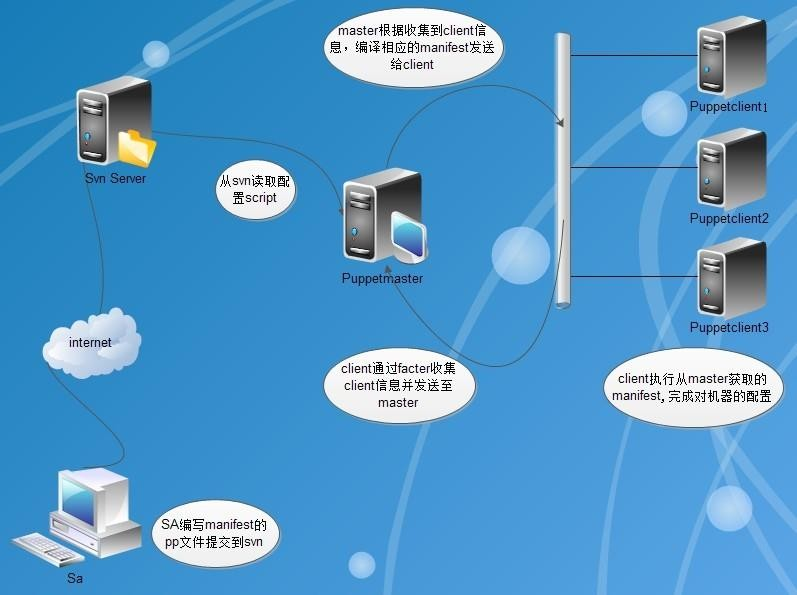 master根据收集到client信
息，编译相应的manifest发送
给client
Puppetclient1
Svn Server
从svn读取配
置script
Puppetclient2
Puppetmaster
Puppetclient3
internet
client通过facter收集
client信息并发送至
master
client执行从master获取的
manifest,完成对机器的配置
SA编写manifest的
pp文件提交到svn
Sa